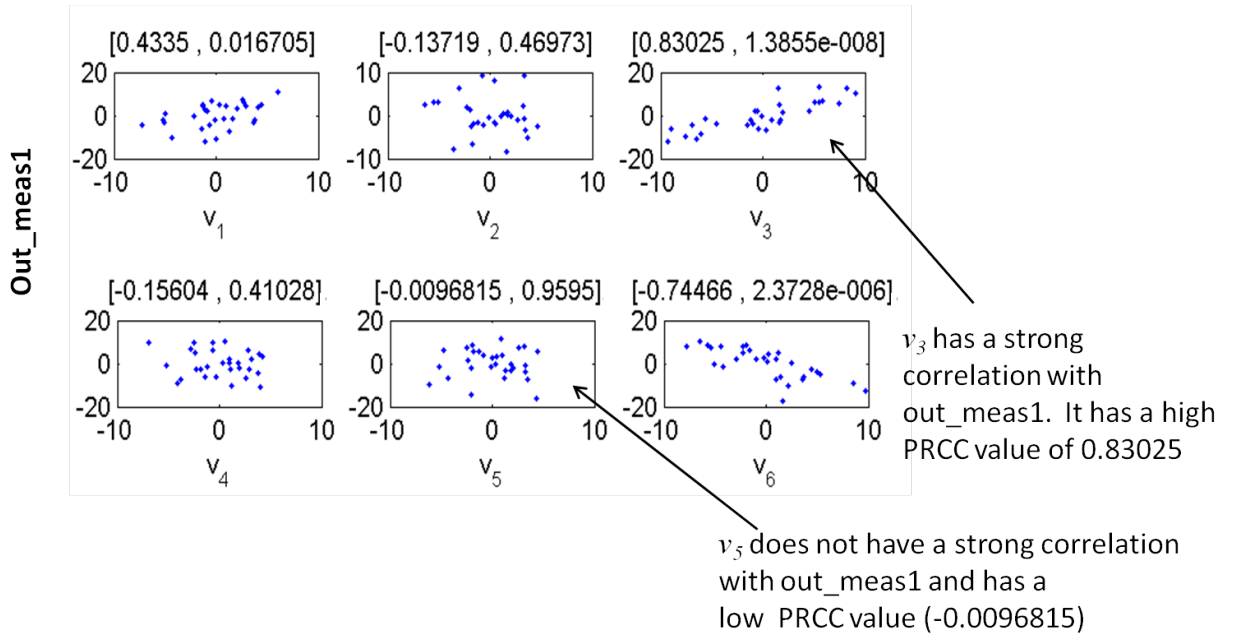 Out_meas1
[0.4335 , 0.016705]
20
0
-20
-10 0 10
v1
[-0.13719 , 0.46973]
10
0
-10
-10 0 10
v2
[0.83025 , 1.3855e-008]
20
0
-20
-10 0 10
v3
[-0.15604 , 0.41028]
20
0
-20
-10 0 10
v4
[-0.0096815 , 0.9595]
20
0
-20
-10 0 10
v5
[-0.74466 , 2.3728e-006]
20
0
-20
-10 0 10
v6
v3 has a strong
correlation with
out_meas1. It has a high
PRCC value of 0.83025
v5 does not have a strong correlation
with out_meas1 and has a
low PRCC value (-0.0096815)